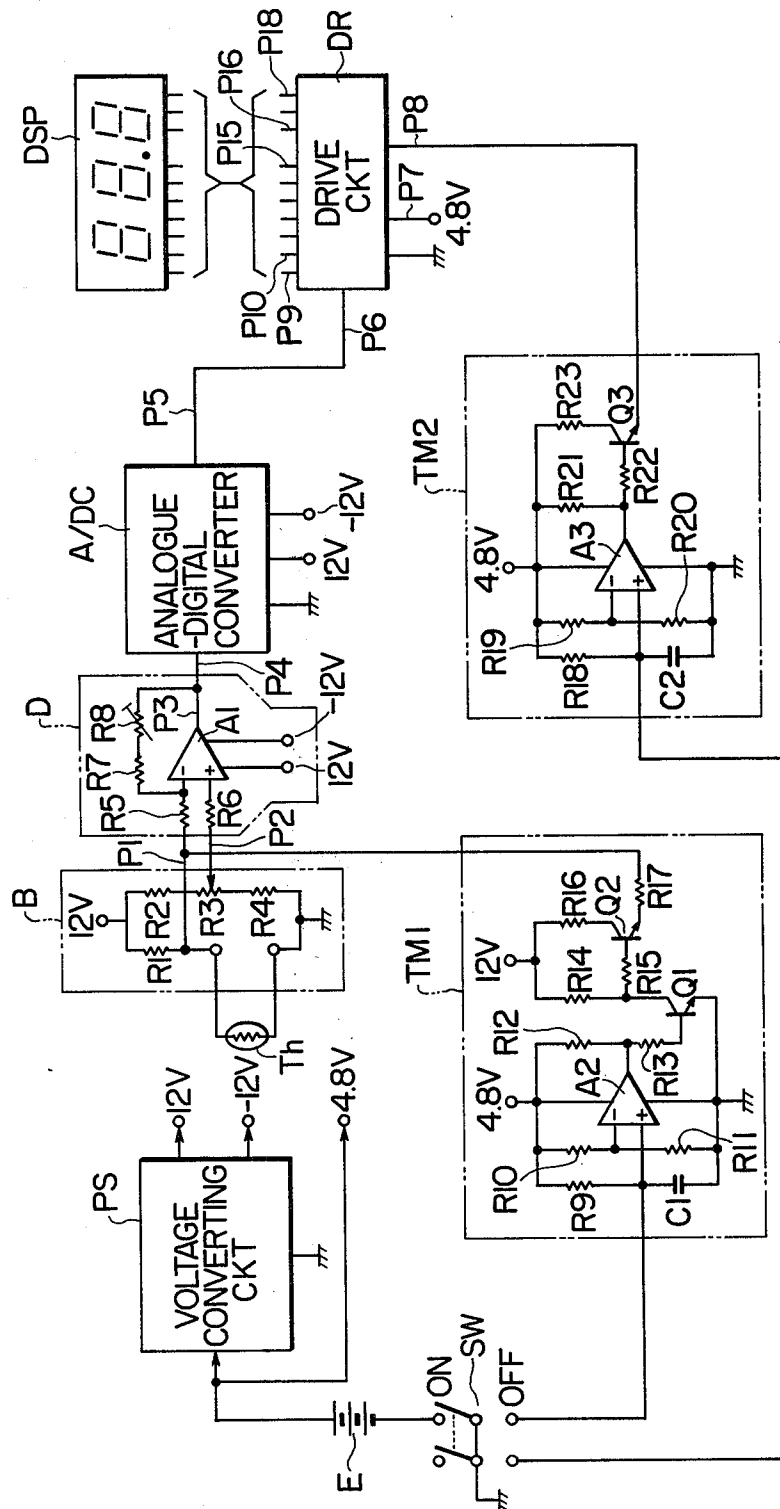 PS
VOLTAGE
CONVERTING
CKT
12V
-12V
4.8V
E
ON
SW
OFF
Th
B
12V
R1
R2
R3
R4
P1
P2
D
R5
R6
R7
R8
P3
A1
12V
-12V
P4
A/DC
ANALOGUE
-DIGITAL
CONVERTER
12V
-12V
P5
P6
DSP
88.8
P9
P10
P15
P16
P18
DR
DRIVE
CKT
P7
4.8V
P8
TM1
4.8V
12V
R9
R10
R11
C1
A2
R12
R13
R14
R15
R16
Q1
Q2
R17
TM2
4.8V
R18
R19
R20
C2
A3
R21
R22
R23
Q3